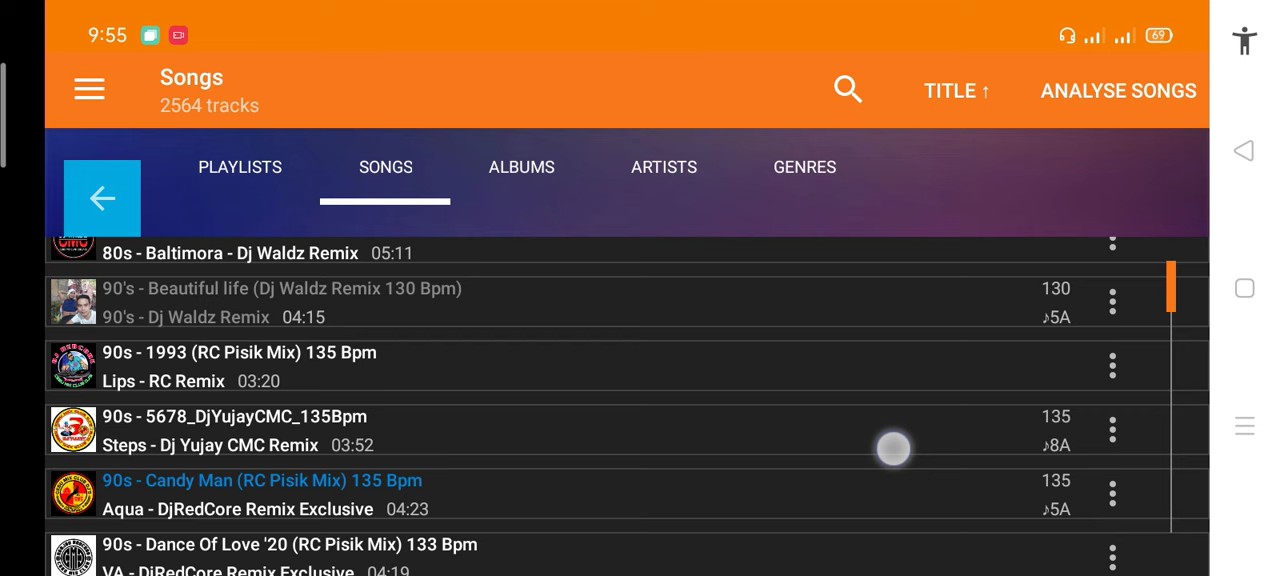 9:55
69
Songs
2564 tracks
TITLE ↑
ANALYSE SONGS
PLAYLISTS
SONGS
ALBUMS
ARTISTS
GENRES
80s - Baltimora - Dj Waldz Remix 05:11
90's - Beautiful life (Dj Waldz Remix 130 Bpm)
130
90's - Dj Waldz Remix 04:15
♪5A
90s - 1993 (RC Pisik Mix) 135 Bpm
Lips - RC Remix 03:20
90s - 5678_DjYujayCMC_135Bpm
135
Steps - Dj Yujay CMC Remix 03:52
♪8A
90s - Candy Man (RC Pisik Mix) 135 Bpm
135
Aqua - DjRedCore Remix Exclusive 04:23
♪5A
90s - Dance Of Love '20 (RC Pisik Mix) 133 Bpm
VA - DjRedCore Remix Exclusive 04:19